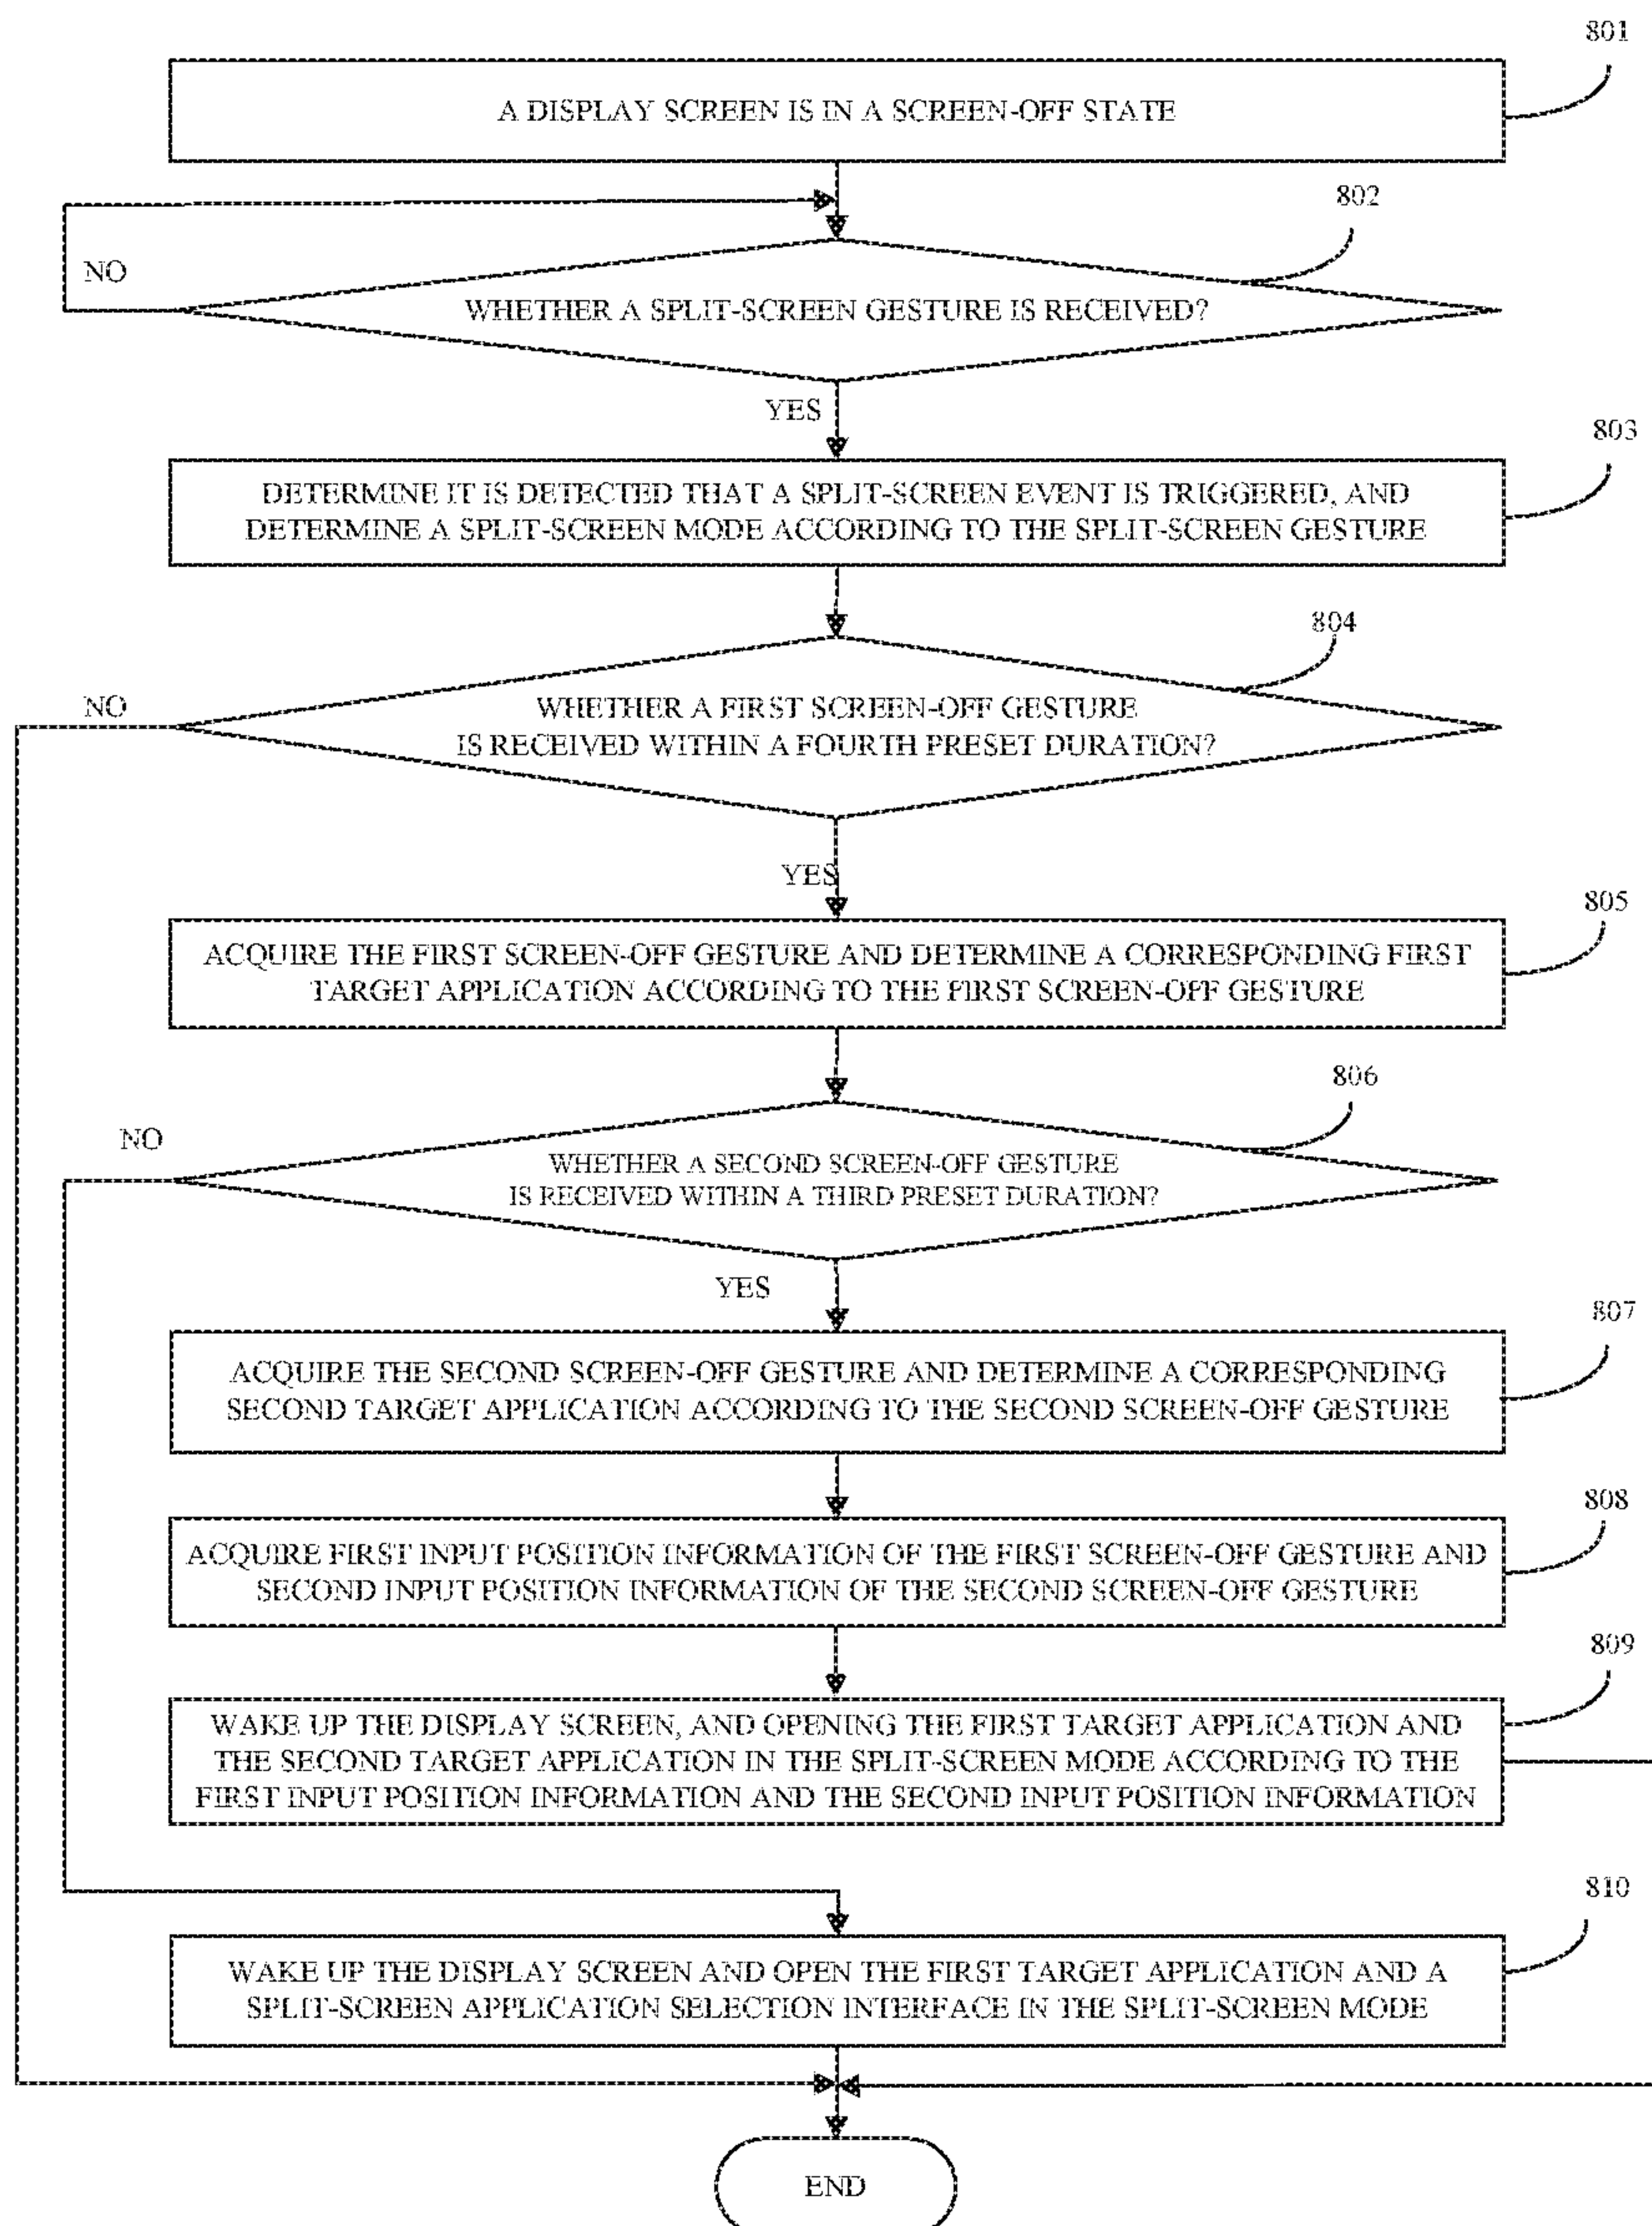 801
A DISPLAY SCREEN IS IN A SCREEN-OFF STATE
802
NO
WHETHER A SPLIT-SCREEN GESTURE IS RECEIVED?
YES
803
DETERMINE IT IS DETECTED THAT A SPLIT-SCREEN EVENT IS TRIGGERED, AND
DETERMINE A SPLIT-SCREEN MODE ACCORDING TO THE SPLIT-SCREEN GESTURE
804
NO
WHETHER A FIRST SCREEN-OFF GESTURE
IS RECEIVED WITHIN A FOURTH PRESET DURATION?
YES
805
ACQUIRE THE FIRST SCREEN-OFF GESTURE AND DETERMINE A CORRESPONDING FIRST
TARGET APPLICATION ACCORDING TO THE FIRST SCREEN-OFF GESTURE
806
NO
WHETHER A SECOND SCREEN-OFF GESTURE
IS RECEIVED WITHIN A THIRD PRESET DURATION?
YES
807
ACQUIRE THE SECOND SCREEN-OFF GESTURE AND DETERMINE A CORRESPONDING
SECOND TARGET APPLICATION ACCORDING TO THE SECOND SCREEN-OFF GESTURE
808
ACQUIRE FIRST INPUT POSITION INFORMATION OF THE FIRST SCREEN-OFF GESTURE AND
SECOND INPUT POSITION INFORMATION OF THE SECOND SCREEN-OFF GESTURE
809
WAKE UP THE DISPLAY SCREEN, AND OPENING THE FIRST TARGET APPLICATION AND
THE SECOND TARGET APPLICATION IN THE SPLIT-SCREEN MODE ACCORDING TO THE
FIRST INPUT POSITION INFORMATION AND THE SECOND INPUT POSITION INFORMATION
810
WAKE UP THE DISPLAY SCREEN AND OPEN THE FIRST TARGET APPLICATION AND A
SPLIT-SCREEN APPLICATION SELECTION INTERFACE IN THE SPLIT-SCREEN MODE
END